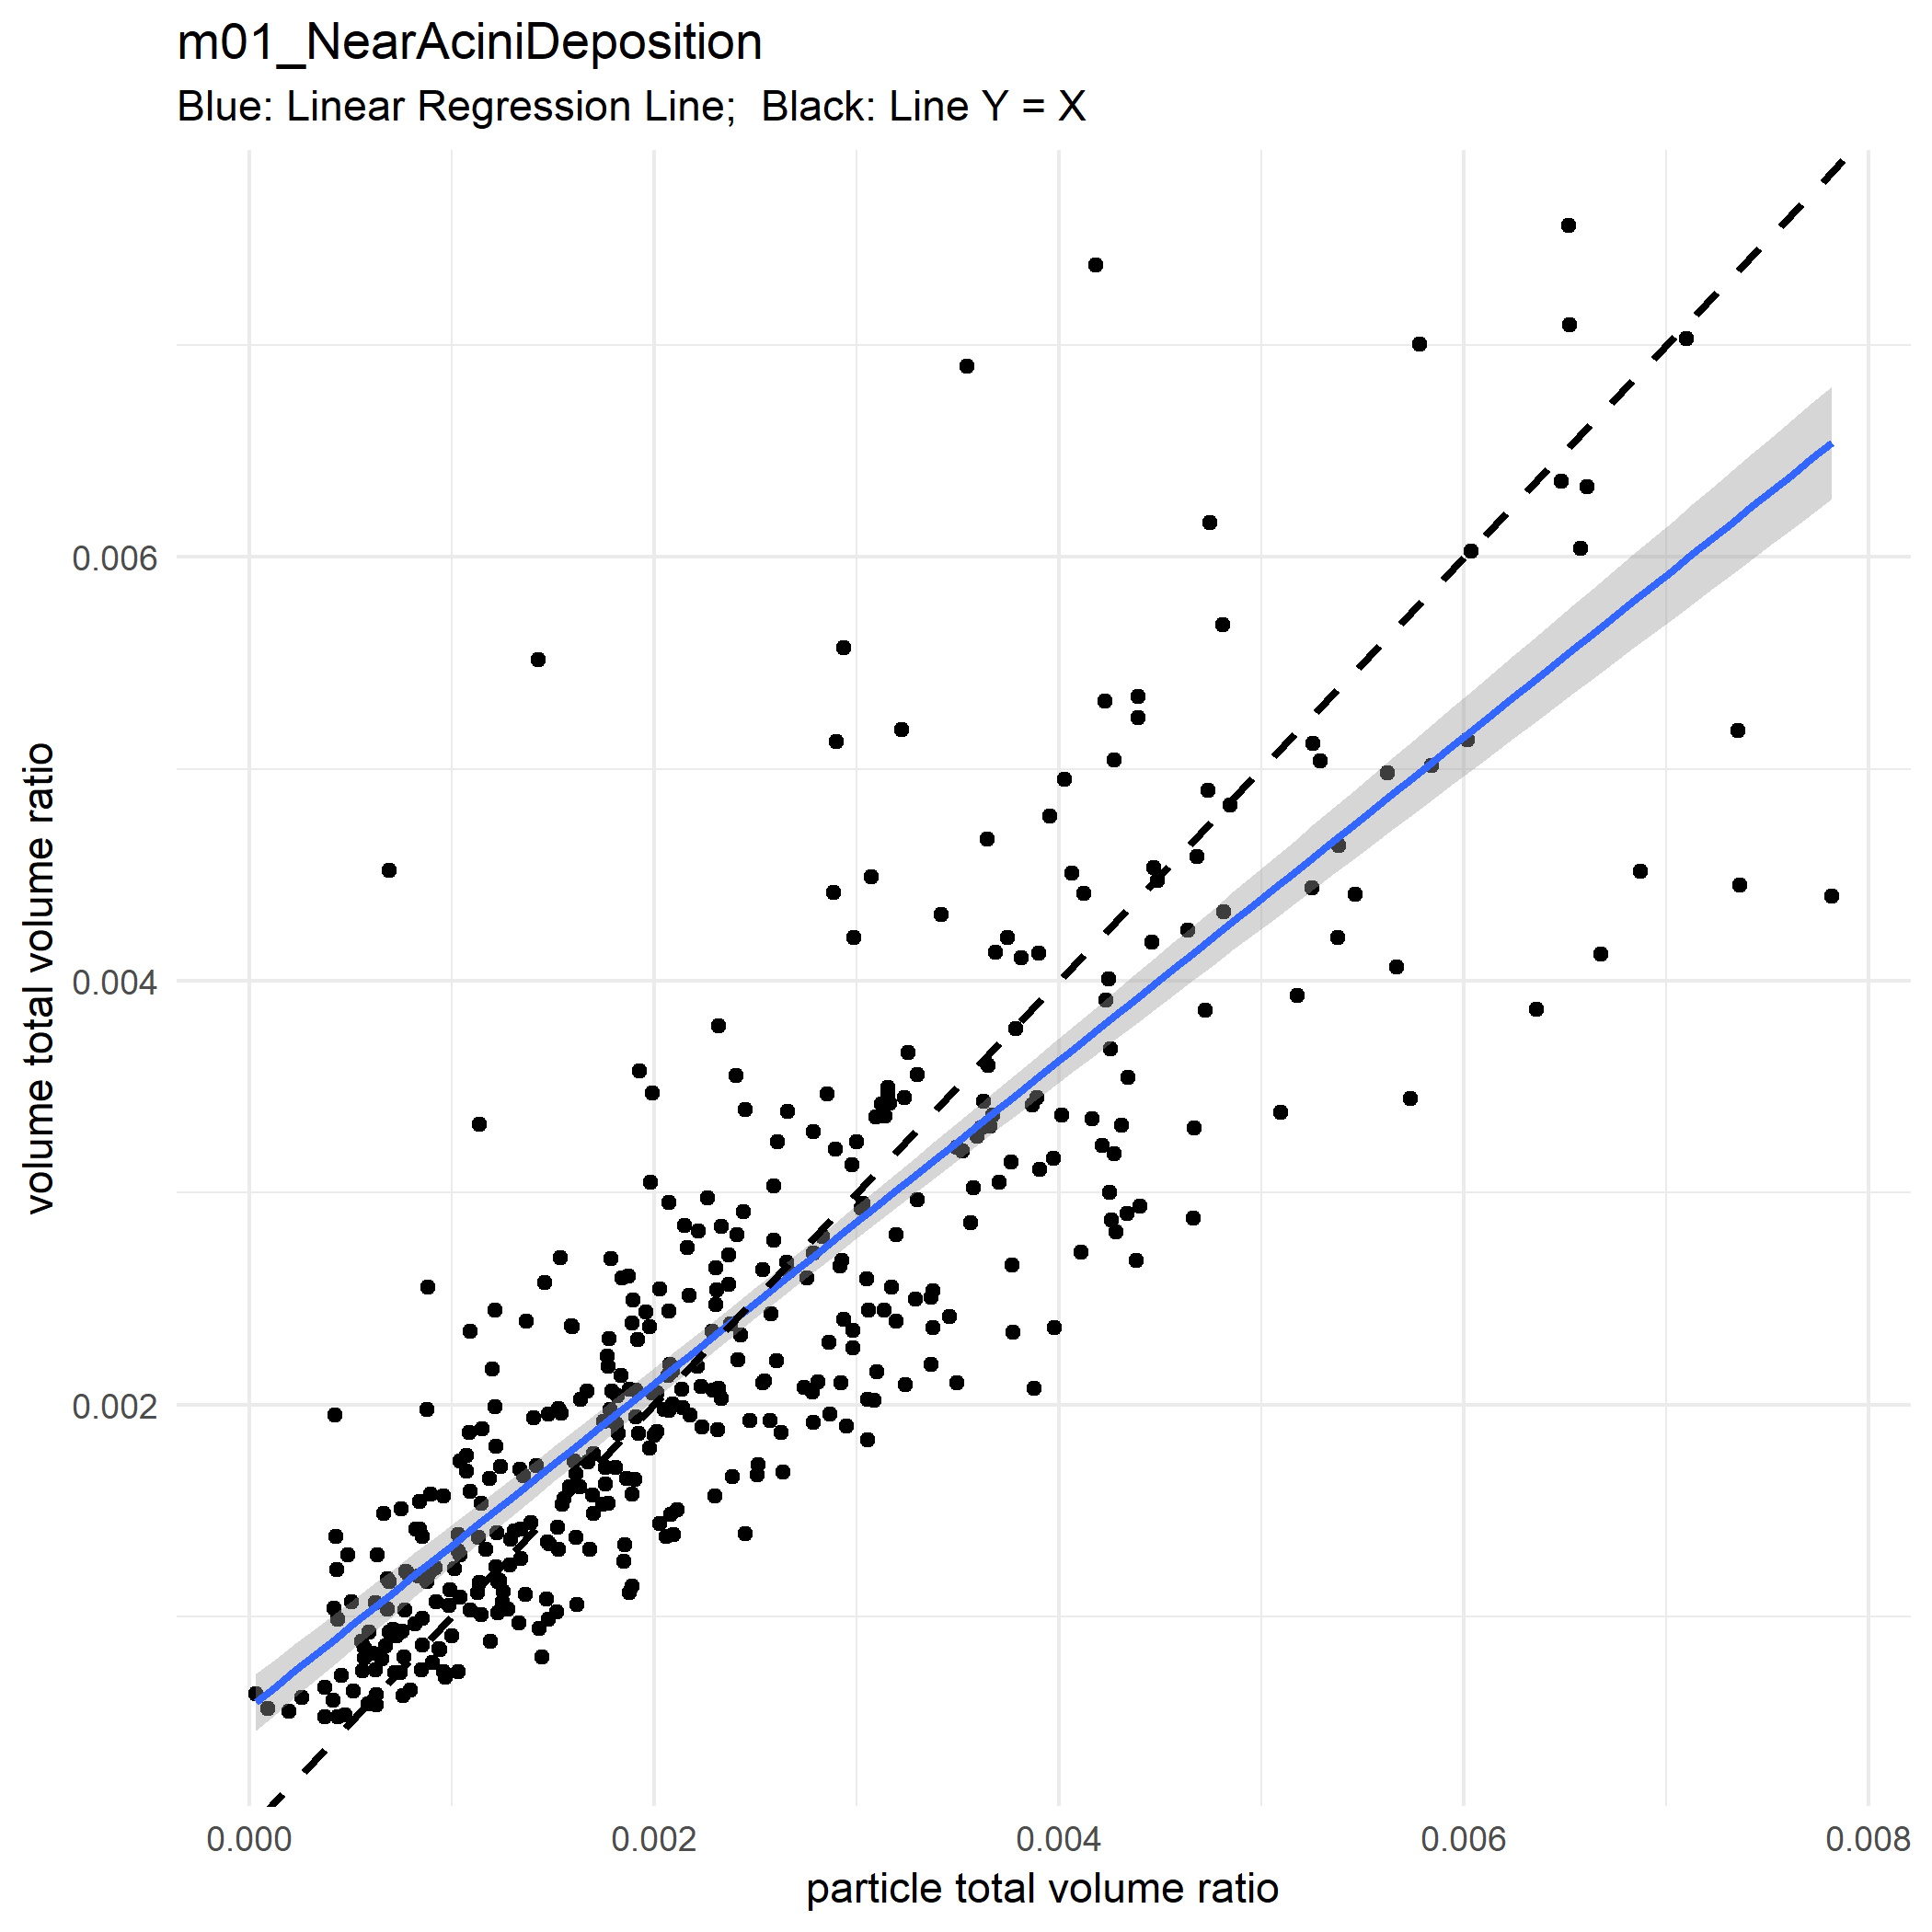 m01_NearAciniDeposition
Blue: Linear Regression Line;  Black: Line Y = X
volume total volume ratio
0.006
0.004
0.002
0.000
0.002
0.004
0.006
0.008
particle total volume ratio